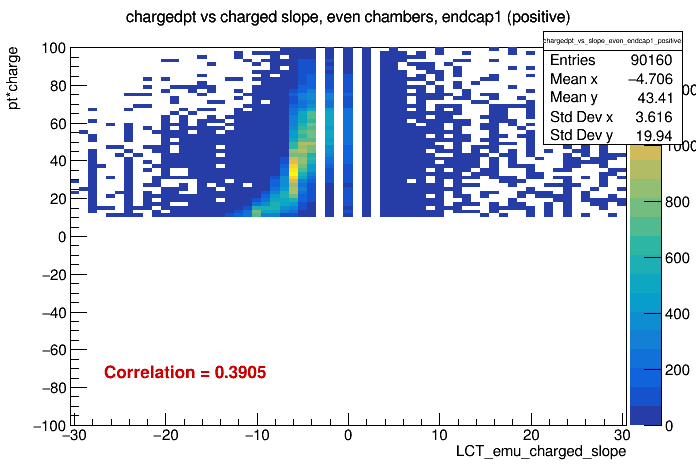 chargedpt vs charged slope, even chambers, endcap1 (positive)
chargedpt_vs_slope_even_endcap1_positive
Entries 90160
Mean x −4.706
Mean y 43.41
Std Dev x 3.616
Std Dev y 19.94
pt*charge
100
80
60
40
20
0
−20
−40
−60
−80
−100
−30
−20
−10
0
10
20
30
LCT_emu_charged_slope
Correlation = 0.3905
1000
800
600
400
200
0